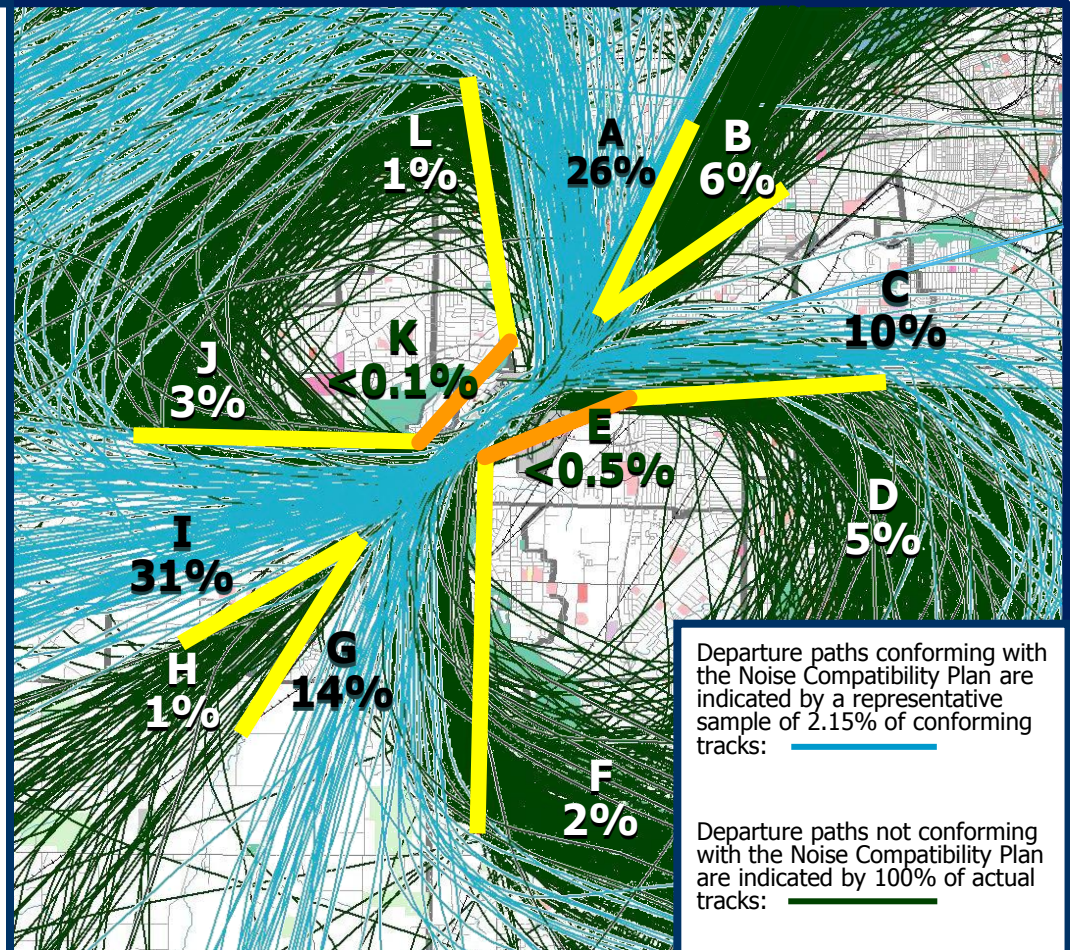 L
1%
A
26%
B
6%
C
10%
K
<0.1%
J
3%
E
<0.5%
D
5%
I
31%
H
1%
G
14%
F
2%
Departure paths conforming with
the Noise Compatibility Plan are
indicated by a representative
sample of 2.15% of conforming
tracks:
Departure paths not conforming
with the Noise Compatibility Plan
are indicated by 100% of actual
tracks: